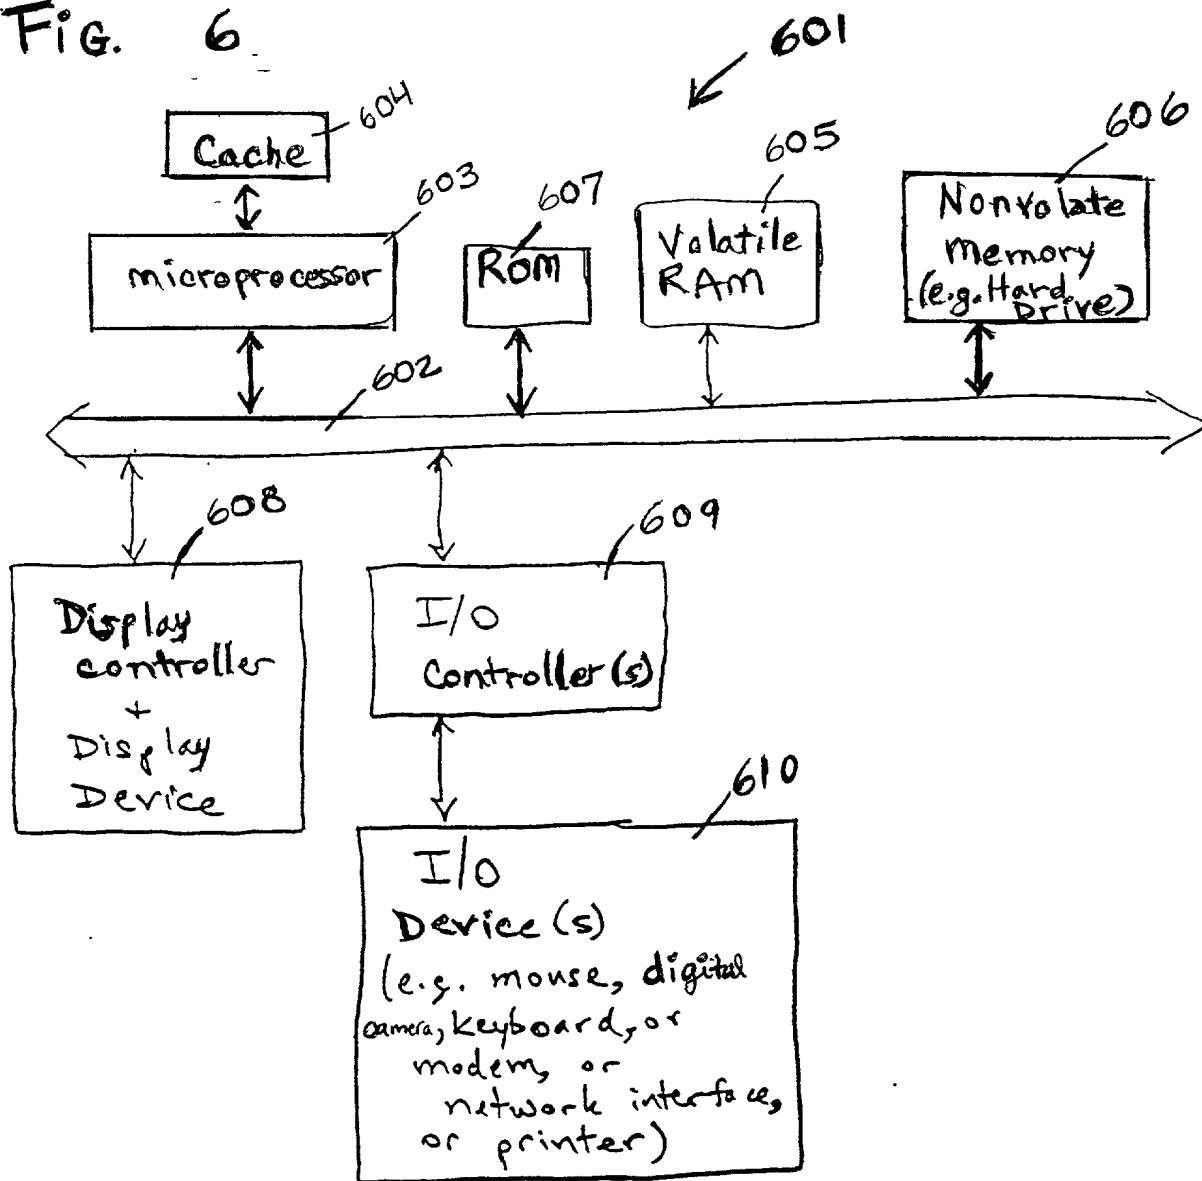 Fig. 6
601
604
Cache
603
microprocessor
607
ROM
605
Volatile
RAM
606
Nonvolate
memory
(e.g. Hard
Drive)
602
608
Display
controller
+
Display
Device
609
I/O
Controller(s)
610
I/O
Device(s)
(e.g. mouse, digital
camera, keyboard, or
modem, or
network interface,
or printer)